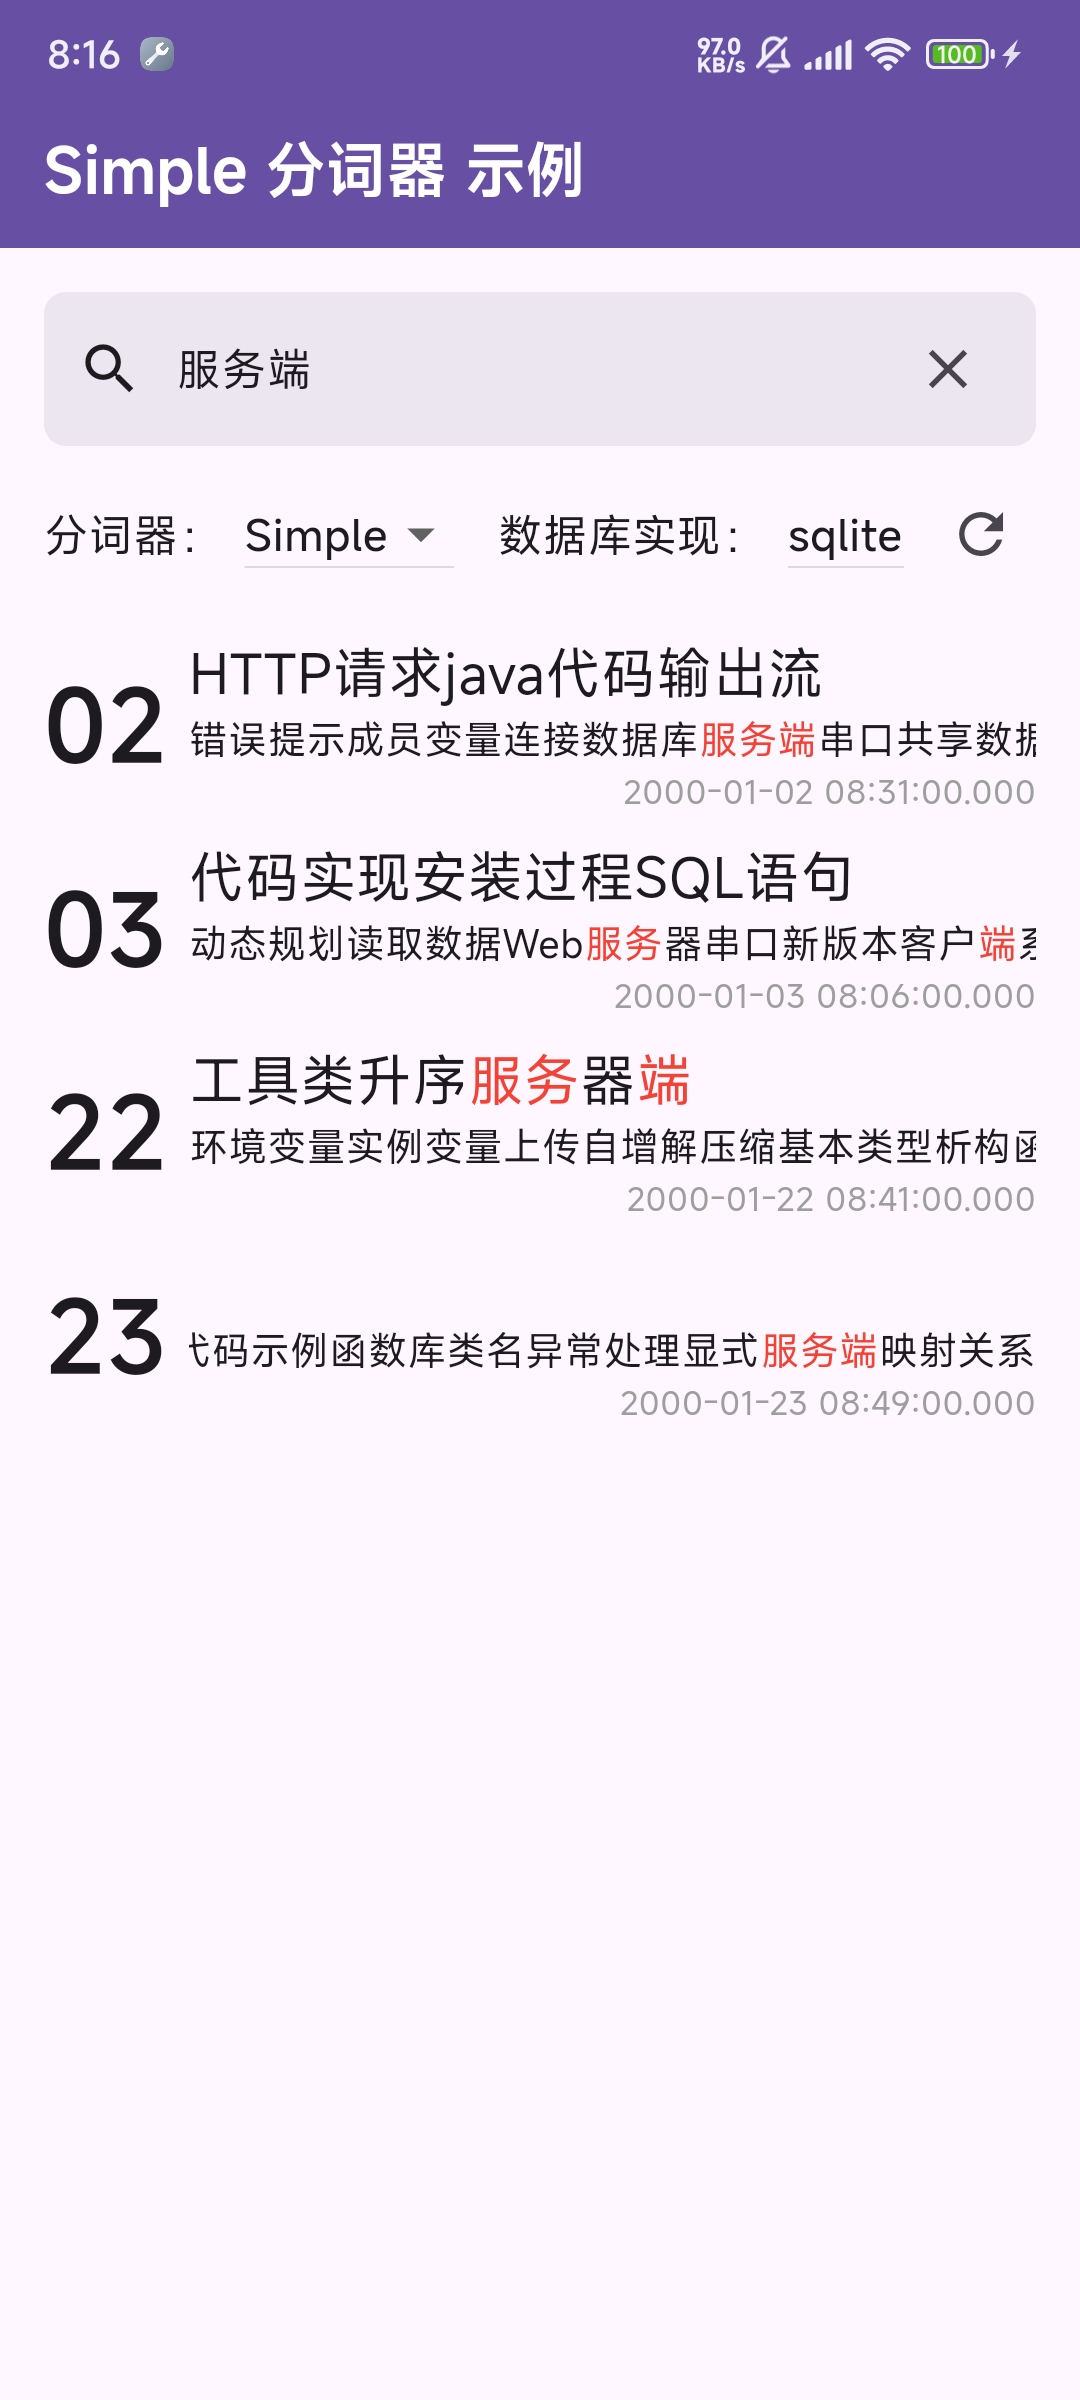 8:16
97.0 KB/s
100
Simple 分词器 示例
服务端
分词器： Simple 数据库实现： sqlite
02
HTTP请求java代码输出流
错误提示成员变量连接数据库服务端串口共享数据
2000-01-02 08:31:00.000
03
代码实现安装过程SQL语句
动态规划读取数据Web服务器串口新版本客户端系
2000-01-03 08:06:00.000
22
工具类升序服务器端
环境变量实例变量上传自增解压缩基本类型析构函
2000-01-22 08:41:00.000
23
代码示例函数库类名异常处理显式服务端映射关系
2000-01-23 08:49:00.000